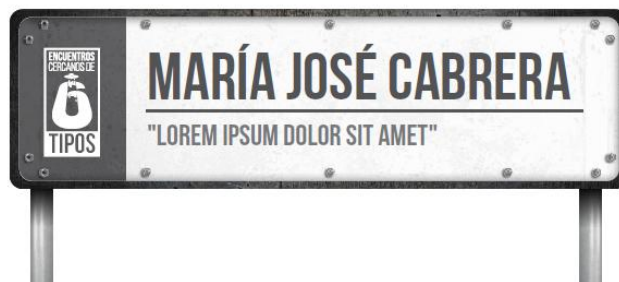 ENCUENTROS
CERCANOS DE
TIPOS
MARÍA JOSÉ CABRERA
"LOREM IPSUM DOLOR SIT AMET"